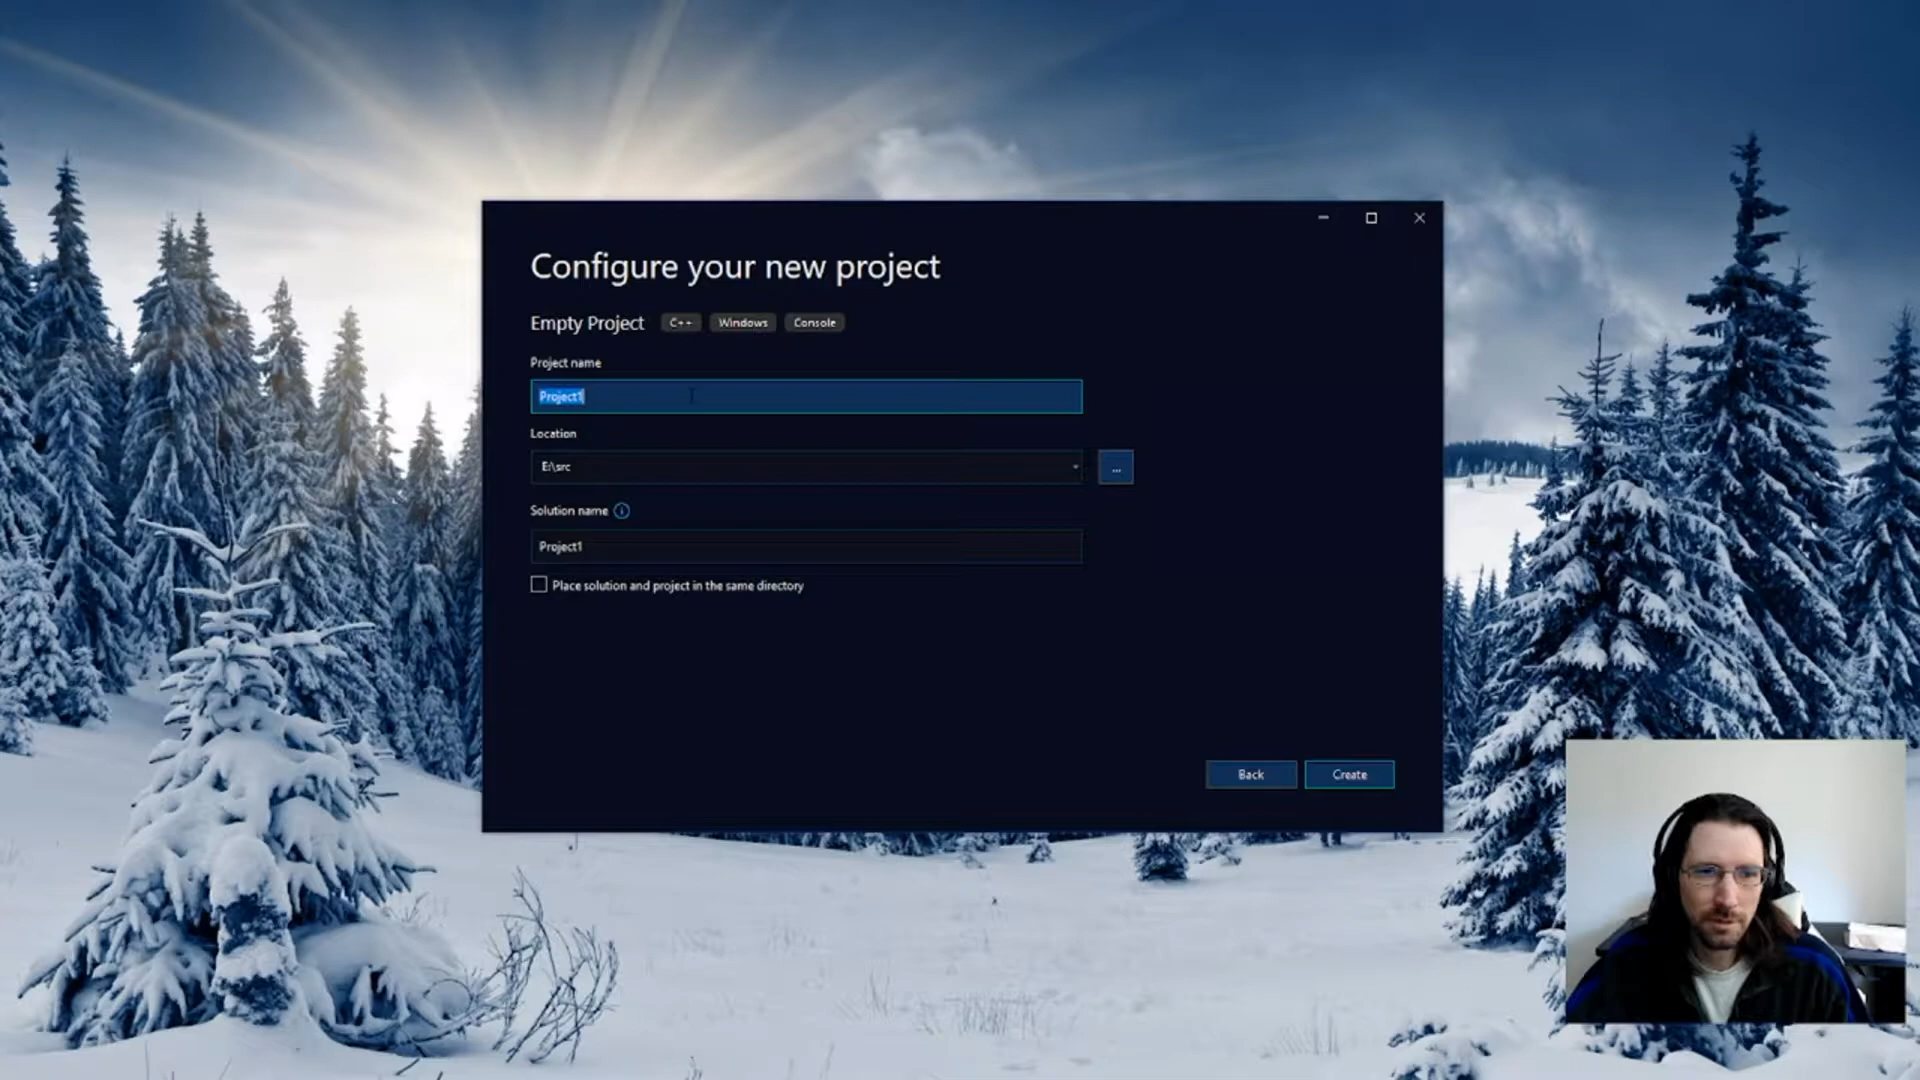 Configure your new project
Empty Project C++ Windows Console
Project name
Project1
Location
E:\src
...
Solution name
Project1
Place solution and project in the same directory
Back Create